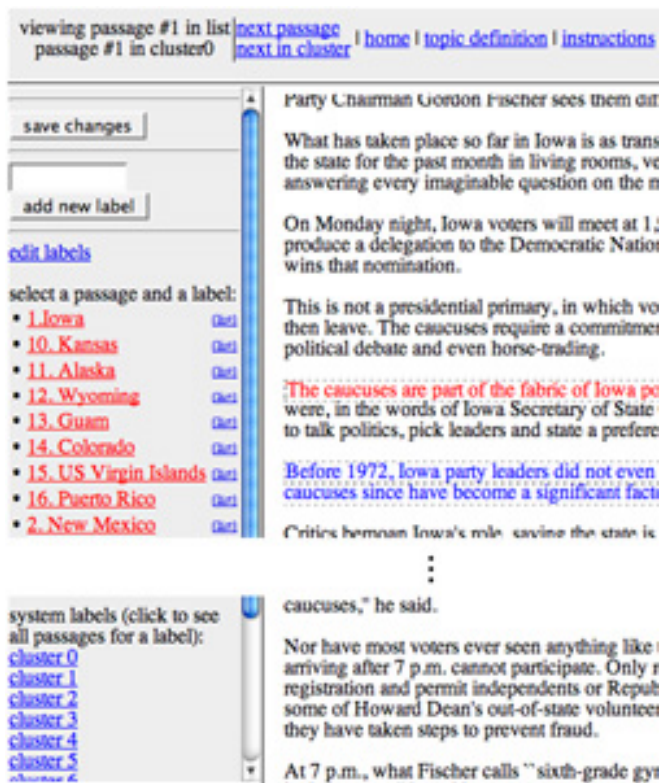 viewing passage #1 in list
passage #1 in cluster0
next passage
next in cluster
| home | topic definition | instructions
save changes
add new label
edit labels
select a passage and a label:
• 1.Iowa
• 10. Kansas
• 11. Alaska
• 12. Wyoming
• 13. Guam
• 14. Colorado
• 15. US Virgin Islands
• 16. Puerto Rico
• 2. New Mexico
system labels (click to see
all passages for a label):
cluster 0
cluster 1
cluster 2
cluster 3
cluster 4
cluster 5
cluster 6
Party Chairman Gordon Fischer sees them dif
What has taken place so far in Iowa is as trans
the state for the past month in living rooms, ve
answering every imaginable question on the m
On Monday night, Iowa voters will meet at 1,
produce a delegation to the Democratic Nation
wins that nomination.
This is not a presidential primary, in which vo
then leave. The caucuses require a commitmen
political debate and even horse-trading.
The caucuses are part of the fabric of Iowa po
were, in the words of Iowa Secretary of State
to talk politics, pick leaders and state a prefere
Before 1972, Iowa party leaders did not even
caucuses since have become a significant facto
Critics bemoan Iowa's role, saying the state is
caucuses," he said.
Nor have most voters ever seen anything like
arriving after 7 p.m. cannot participate. Only r
registration and permit independents or Repub
some of Howard Dean's out-of-state volunteer
they have taken steps to prevent fraud.
At 7 p.m., what Fischer calls ``sixth-grade gy